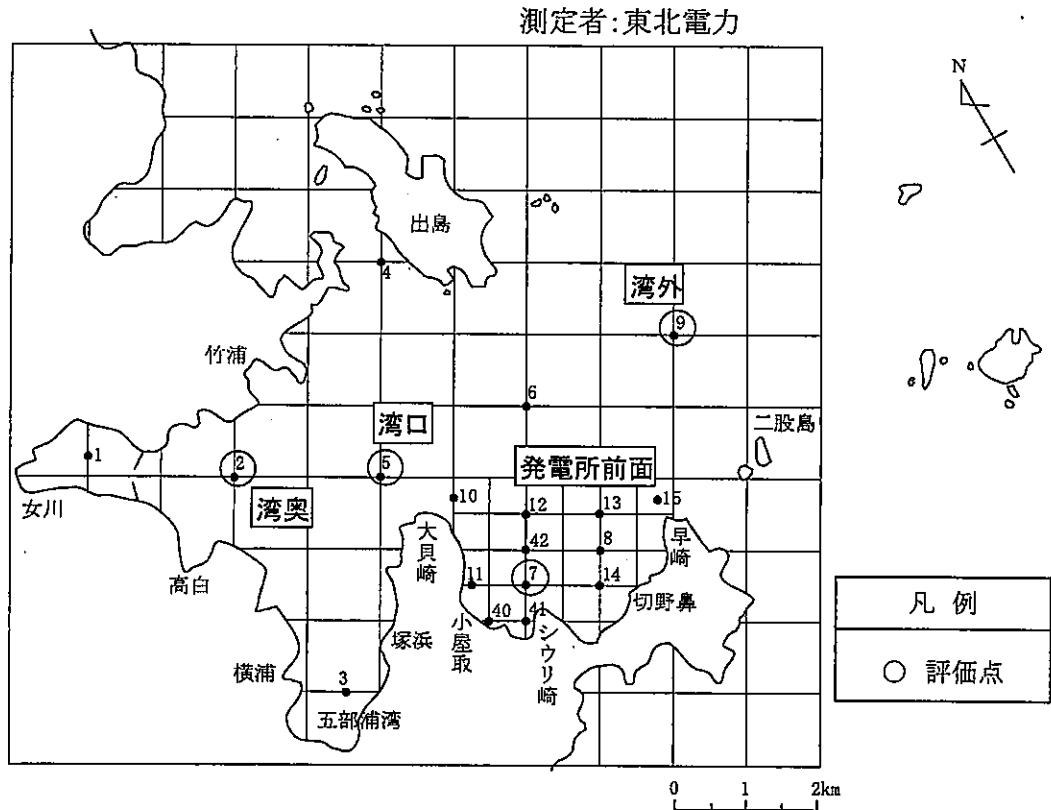 測定者:東北電力
N
出島
4
湾外
9
竹浦
6
二股島
湾口
1
2
5
発電所前面
女川
湾奥
10
12
13
15
大貝崎
42
8
早崎
高白
11
7
14
切野鼻
凡 例
○ 評価点
小屋取
40
41
シウリ崎
塚浜
横浦
3
五部浦湾
0 1 2km